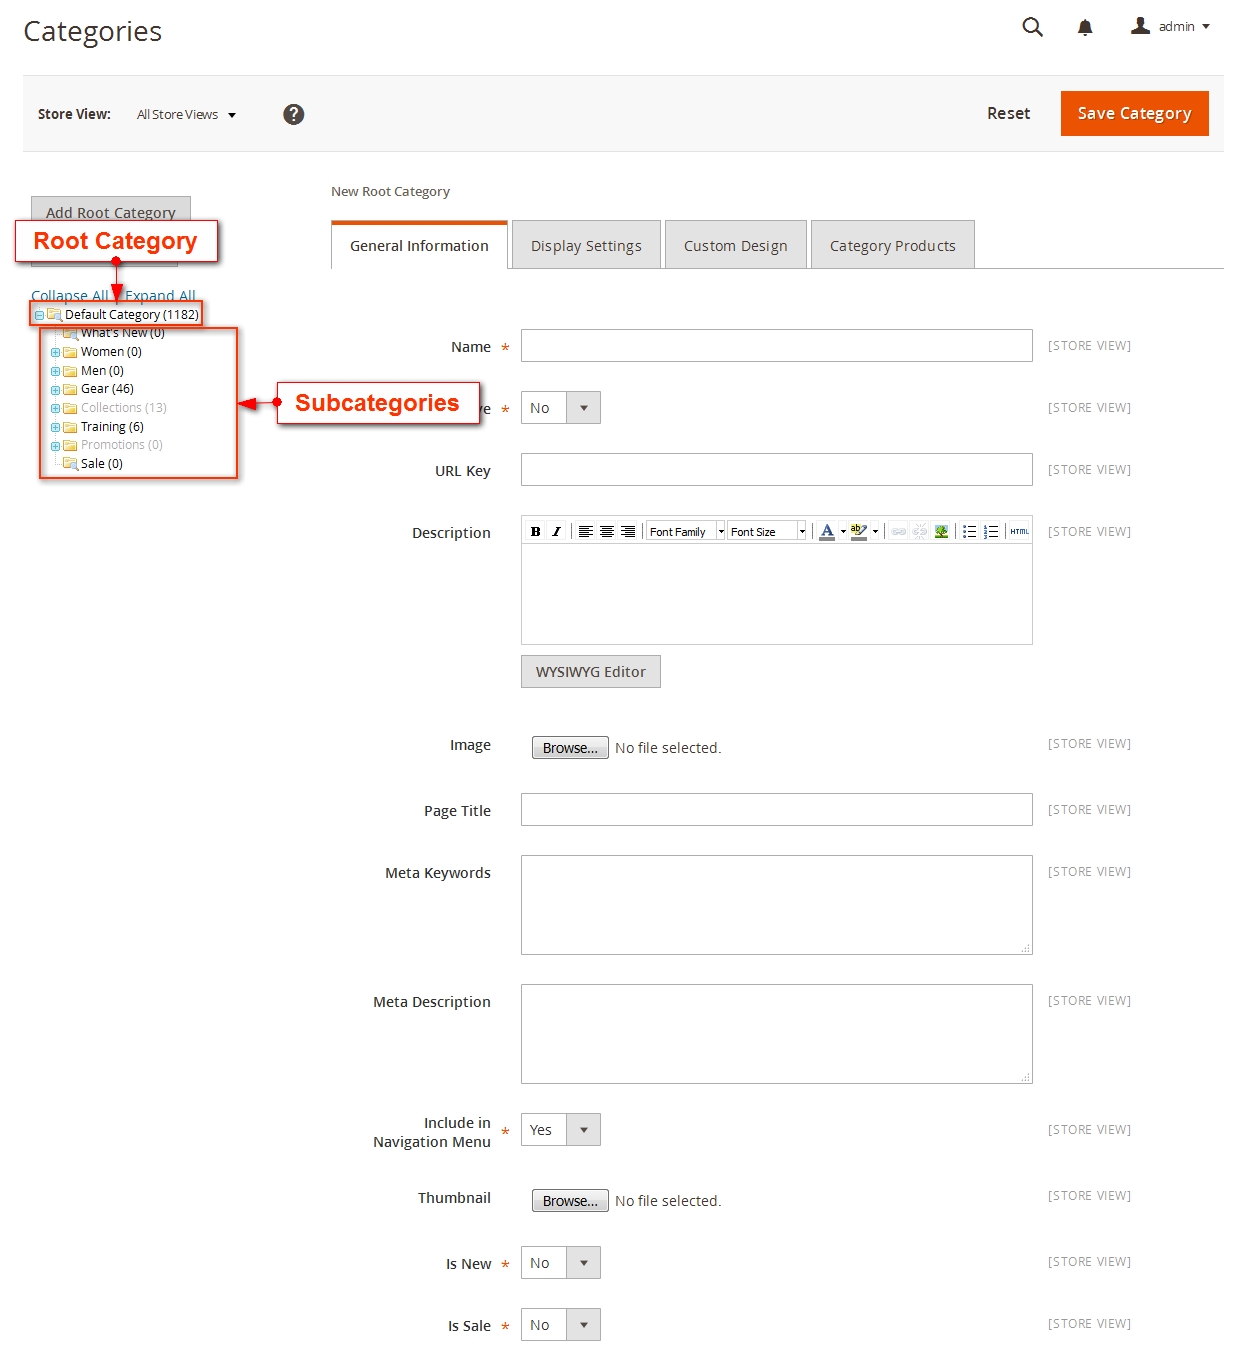 Categories
admin
Store View: All Store Views ?
Reset
Save Category
Add Root Category
Root Category
Collapse All Expand All
Default Category (1182)
What's New (0)
Women (0)
Men (0)
Gear (46)
Collections (13)
Training (6)
Promotions (0)
Sale (0)
Subcategories
New Root Category
General Information
Display Settings
Custom Design
Category Products
Name * [STORE VIEW]
* No [STORE VIEW]
URL Key [STORE VIEW]
Description B I Font Family Font Size A ab HTML [STORE VIEW]
WYSIWYG Editor
Image Browse... No file selected. [STORE VIEW]
Page Title [STORE VIEW]
Meta Keywords [STORE VIEW]
Meta Description [STORE VIEW]
Include in
Navigation Menu * Yes [STORE VIEW]
Thumbnail Browse... No file selected. [STORE VIEW]
Is New * No [STORE VIEW]
Is Sale * No [STORE VIEW]